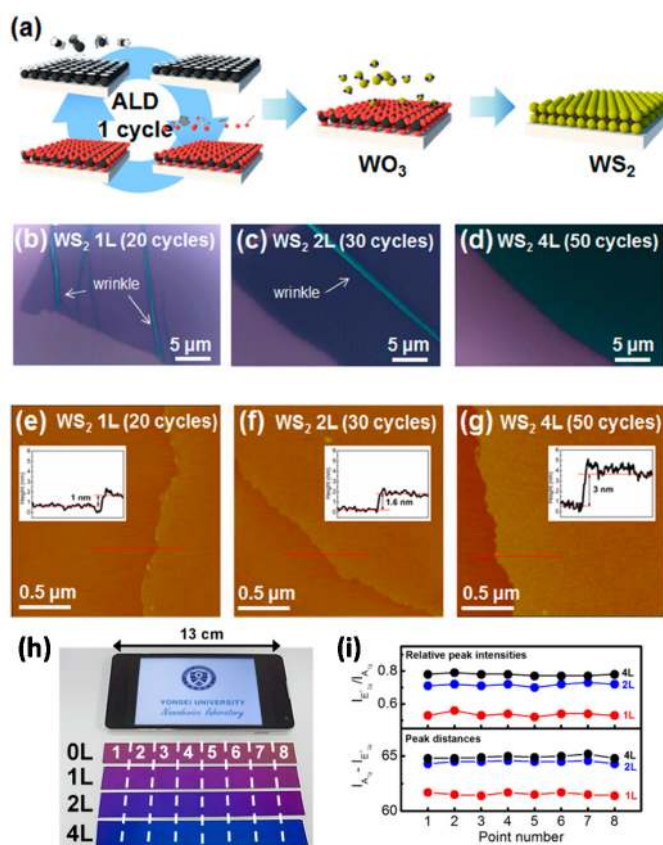 (a)
ALD
1 cycle
WO3
WS2
(b) WS2 1L (20 cycles)
wrinkle
5 µm
(c) WS2 2L (30 cycles)
wrinkle
5 µm
(d) WS2 4L (50 cycles)
5 µm
(e) WS2 1L (20 cycles)
1 nm
0.5 µm
(f) WS2 2L (30 cycles)
1.6 nm
0.5 µm
(g) WS2 4L (50 cycles)
3 nm
0.5 µm
(h)
13 cm
YONSEI UNIVERSITY
0L 1 2 3 4 5 6 7 8
1L
2L
4L
(i)
Relative peak intensities
0.8
0.6
4L
2L
1L
Peak distances
65
60
4L
2L
1L
1 2 3 4 5 6 7 8
Point number